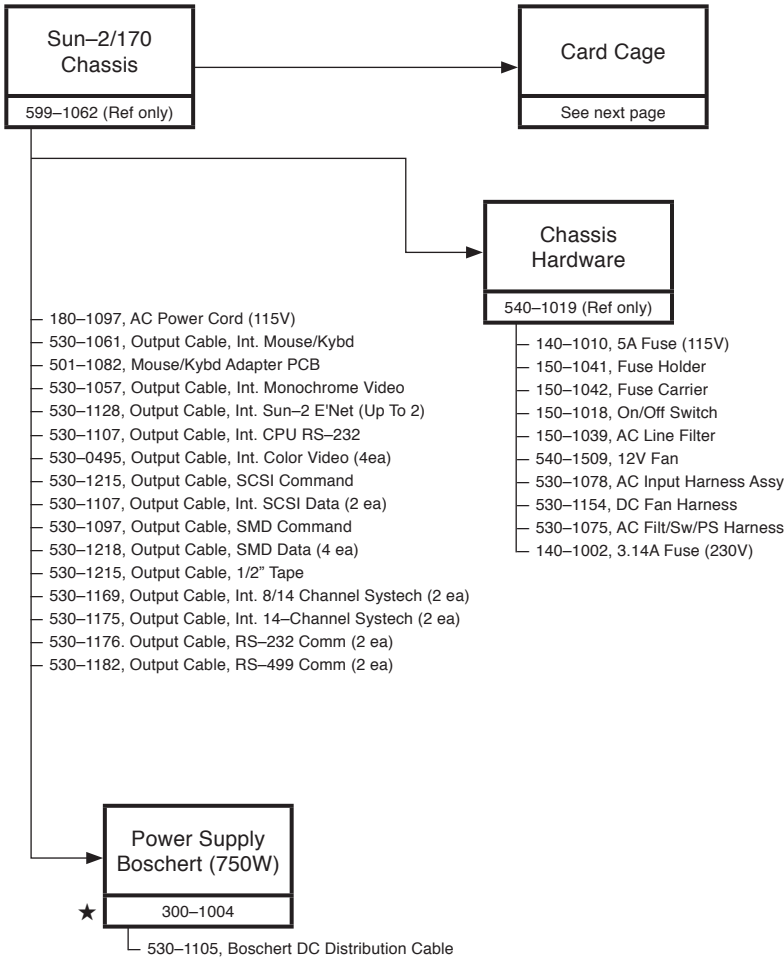 Sun–2/170
Chassis
599–1062 (Ref only)
Card Cage
See next page
Chassis
Hardware
540–1019 (Ref only)
140–1010, 5A Fuse (115V)
150–1041, Fuse Holder
150–1042, Fuse Carrier
150–1018, On/Off Switch
150–1039, AC Line Filter
540–1509, 12V Fan
530–1078, AC Input Harness Assy
530–1154, DC Fan Harness
530–1075, AC Filt/Sw/PS Harness
140–1002, 3.14A Fuse (230V)
180–1097, AC Power Cord (115V)
530–1061, Output Cable, Int. Mouse/Kybd
501–1082, Mouse/Kybd Adapter PCB
530–1057, Output Cable, Int. Monochrome Video
530–1128, Output Cable, Int. Sun–2 E'Net (Up To 2)
530–1107, Output Cable, Int. CPU RS–232
530–0495, Output Cable, Int. Color Video (4ea)
530–1215, Output Cable, SCSI Command
530–1107, Output Cable, Int. SCSI Data (2 ea)
530–1097, Output Cable, SMD Command
530–1218, Output Cable, SMD Data (4 ea)
530–1215, Output Cable, 1/2” Tape
530–1169, Output Cable, Int. 8/14 Channel Systech (2 ea)
530–1175, Output Cable, Int. 14–Channel Systech (2 ea)
530–1176. Output Cable, RS–232 Comm (2 ea)
530–1182, Output Cable, RS–499 Comm (2 ea)
Power Supply
Boschert (750W)
★ 300–1004
530–1105, Boschert DC Distribution Cable